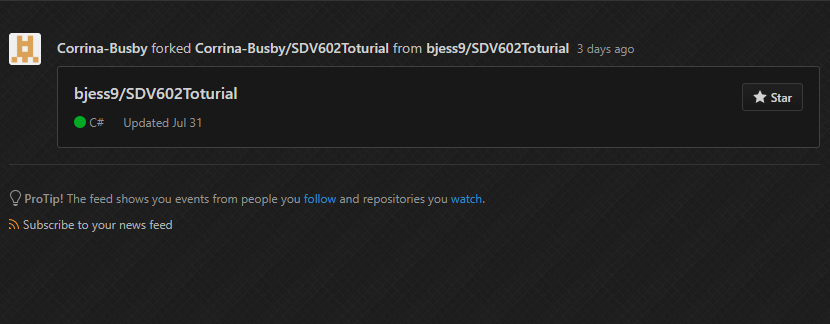 Corrina-Busby forked Corrina-Busby/SDV602Toturial from bjess9/SDV602Toturial 3 days ago
bjess9/SDV602Toturial
Star
C# Updated Jul 31
ProTip! The feed shows you events from people you follow and repositories you watch.
Subscribe to your news feed